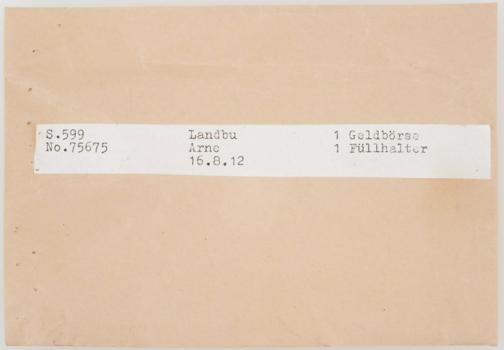 S.599 Landbu 1 Geldbörse
No.75675 Arne 1 Füllhalter
16.8.12